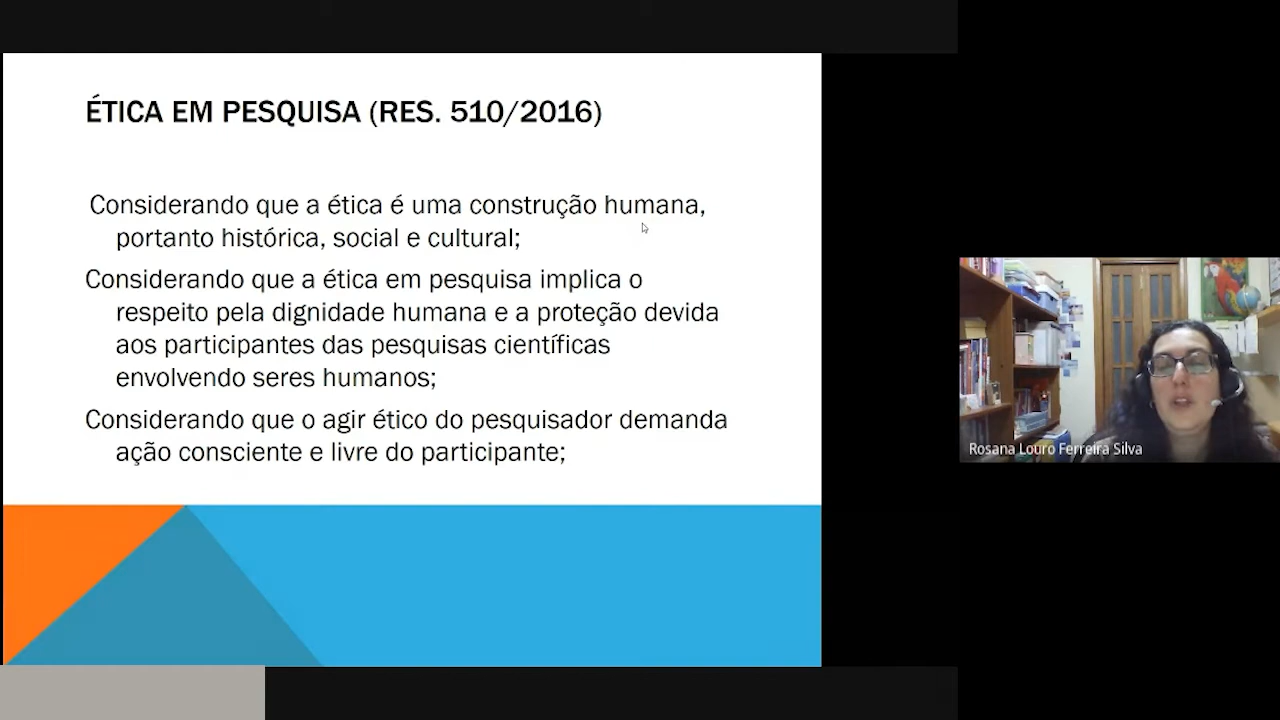 ÉTICA EM PESQUISA (RES. 510/2016)
Considerando que a ética é uma construção humana,
portanto histórica, social e cultural;
Considerando que a ética em pesquisa implica o
respeito pela dignidade humana e a proteção devida
aos participantes das pesquisas científicas
envolvendo seres humanos;
Considerando que o agir ético do pesquisador demanda
ação consciente e livre do participante;
Rosana Louro Ferreira Silva